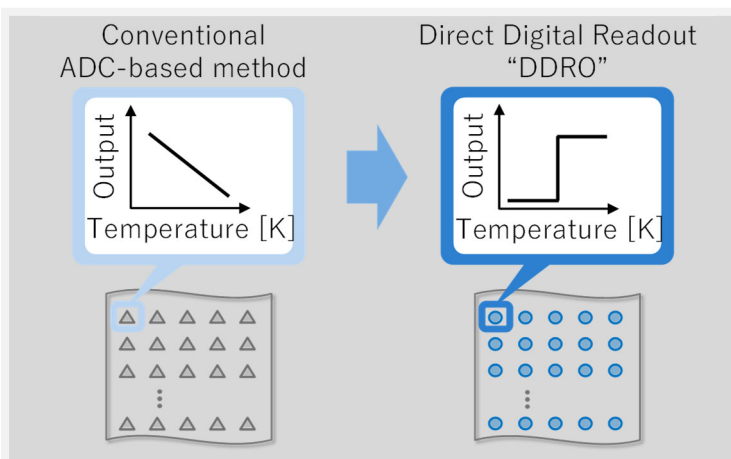 Conventional
ADC-based method
Output
Temperature [K]
Direct Digital Readout
“DDRO”
Output
Temperature [K]